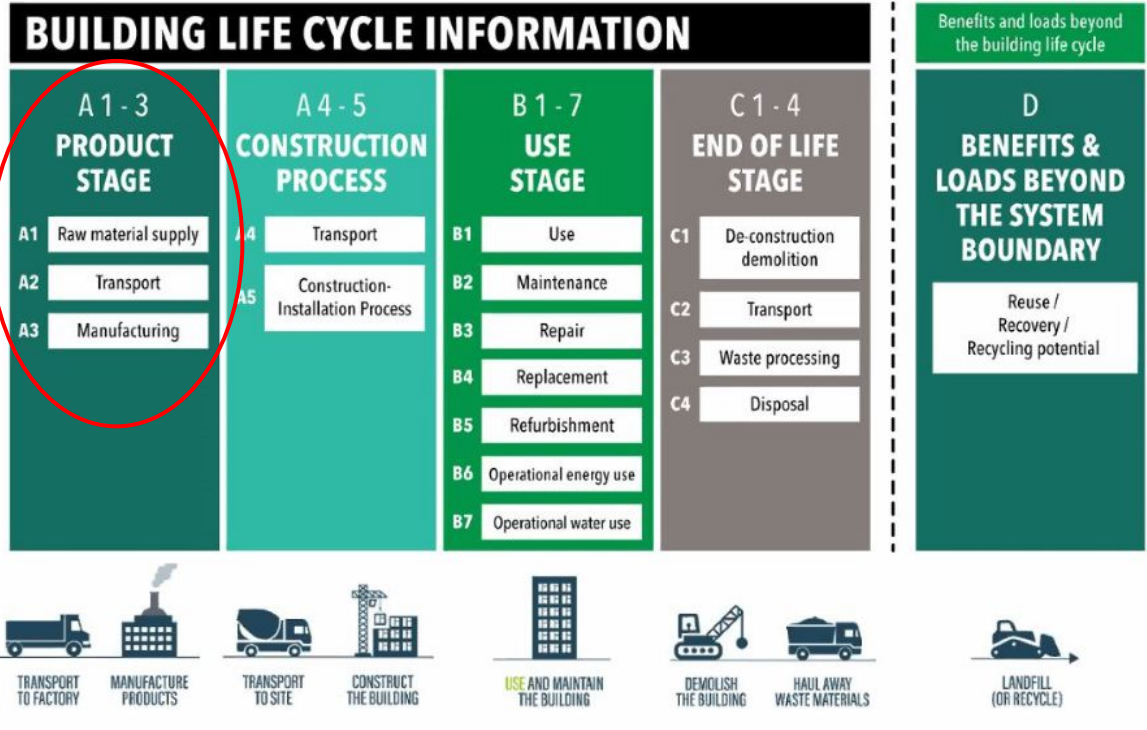 BUILDING LIFE CYCLE INFORMATION
Benefits and loads beyond
the building life cycle
A 1 - 3
PRODUCT
STAGE
A1 Raw material supply
A2 Transport
A3 Manufacturing
A 4 - 5
CONSTRUCTION
PROCESS
A4 Transport
A5 Construction-
Installation Process
B 1 - 7
USE
STAGE
B1 Use
B2 Maintenance
B3 Repair
B4 Replacement
B5 Refurbishment
B6 Operational energy use
B7 Operational water use
C 1 - 4
END OF LIFE
STAGE
C1 De-construction
demolition
C2 Transport
C3 Waste processing
C4 Disposal
D
BENEFITS &
LOADS BEYOND
THE SYSTEM
BOUNDARY
Reuse /
Recovery /
Recycling potential
TRANSPORT
TO FACTORY
MANUFACTURE
PRODUCTS
TRANSPORT
TO SITE
CONSTRUCT
THE BUILDING
USE AND MAINTAIN
THE BUILDING
DEMOLISH
THE BUILDING
HAUL AWAY
WASTE MATERIALS
LANDFILL
(OR RECYCLE)